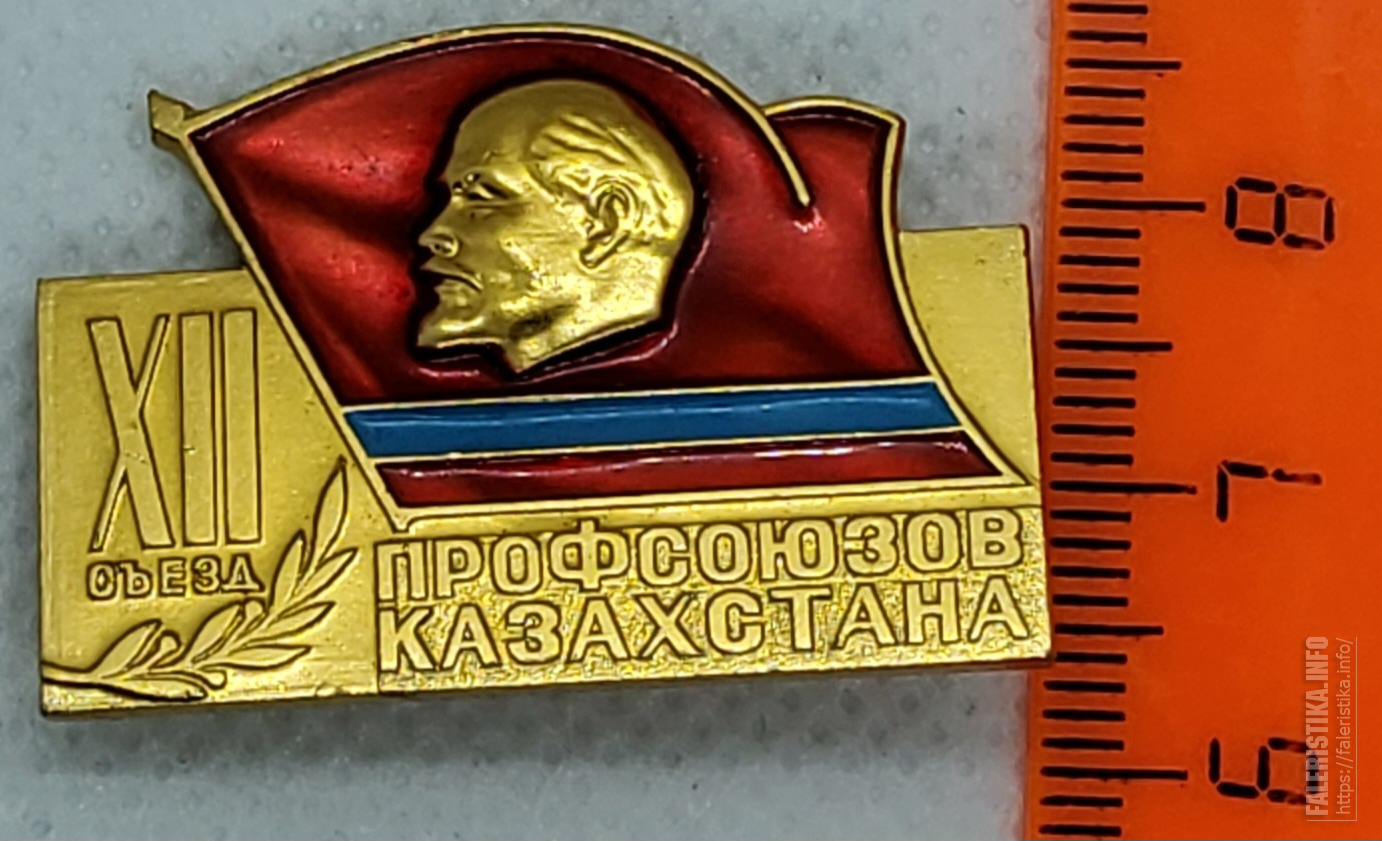 XII
СЪЕЗД
ПРОФСОЮЗОВ
КАЗАХСТАНА
8
7
6
FALERISTIKA.INFO
https://faleristika.info/